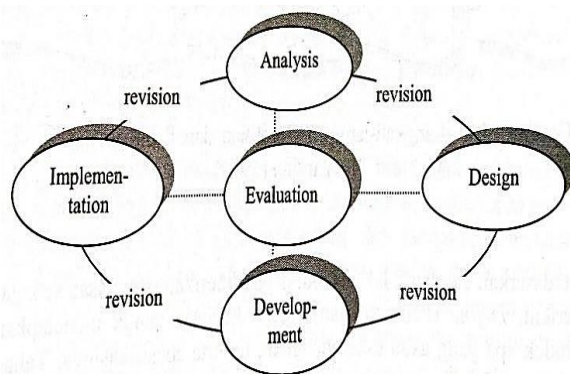 Analysis
revision
revision
Implemen-
tation
Evaluation
Design
revision
revision
Develop-
ment